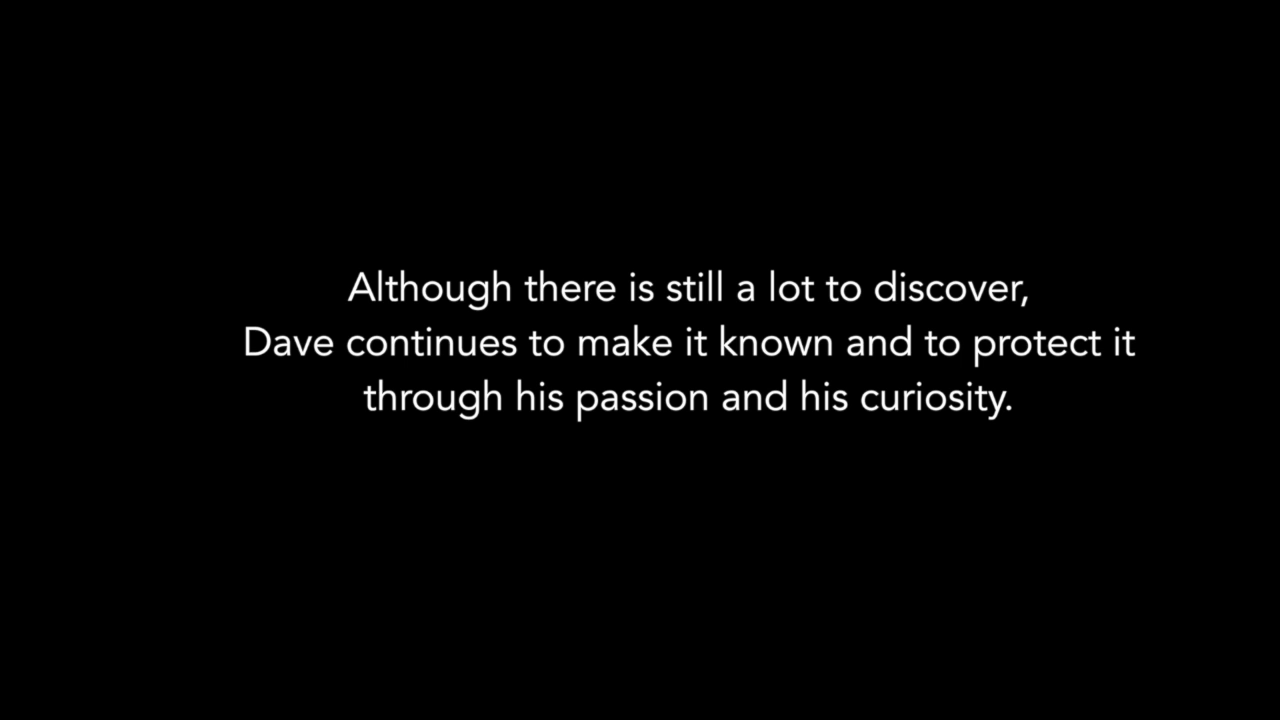 Although there is still a lot to discover,
Dave continues to make it known and to protect it
through his passion and his curiosity.